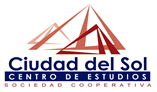 Ciudad del Sol
CENTRO DE ESTUDIOS
SOCIEDAD COOPERATIVA